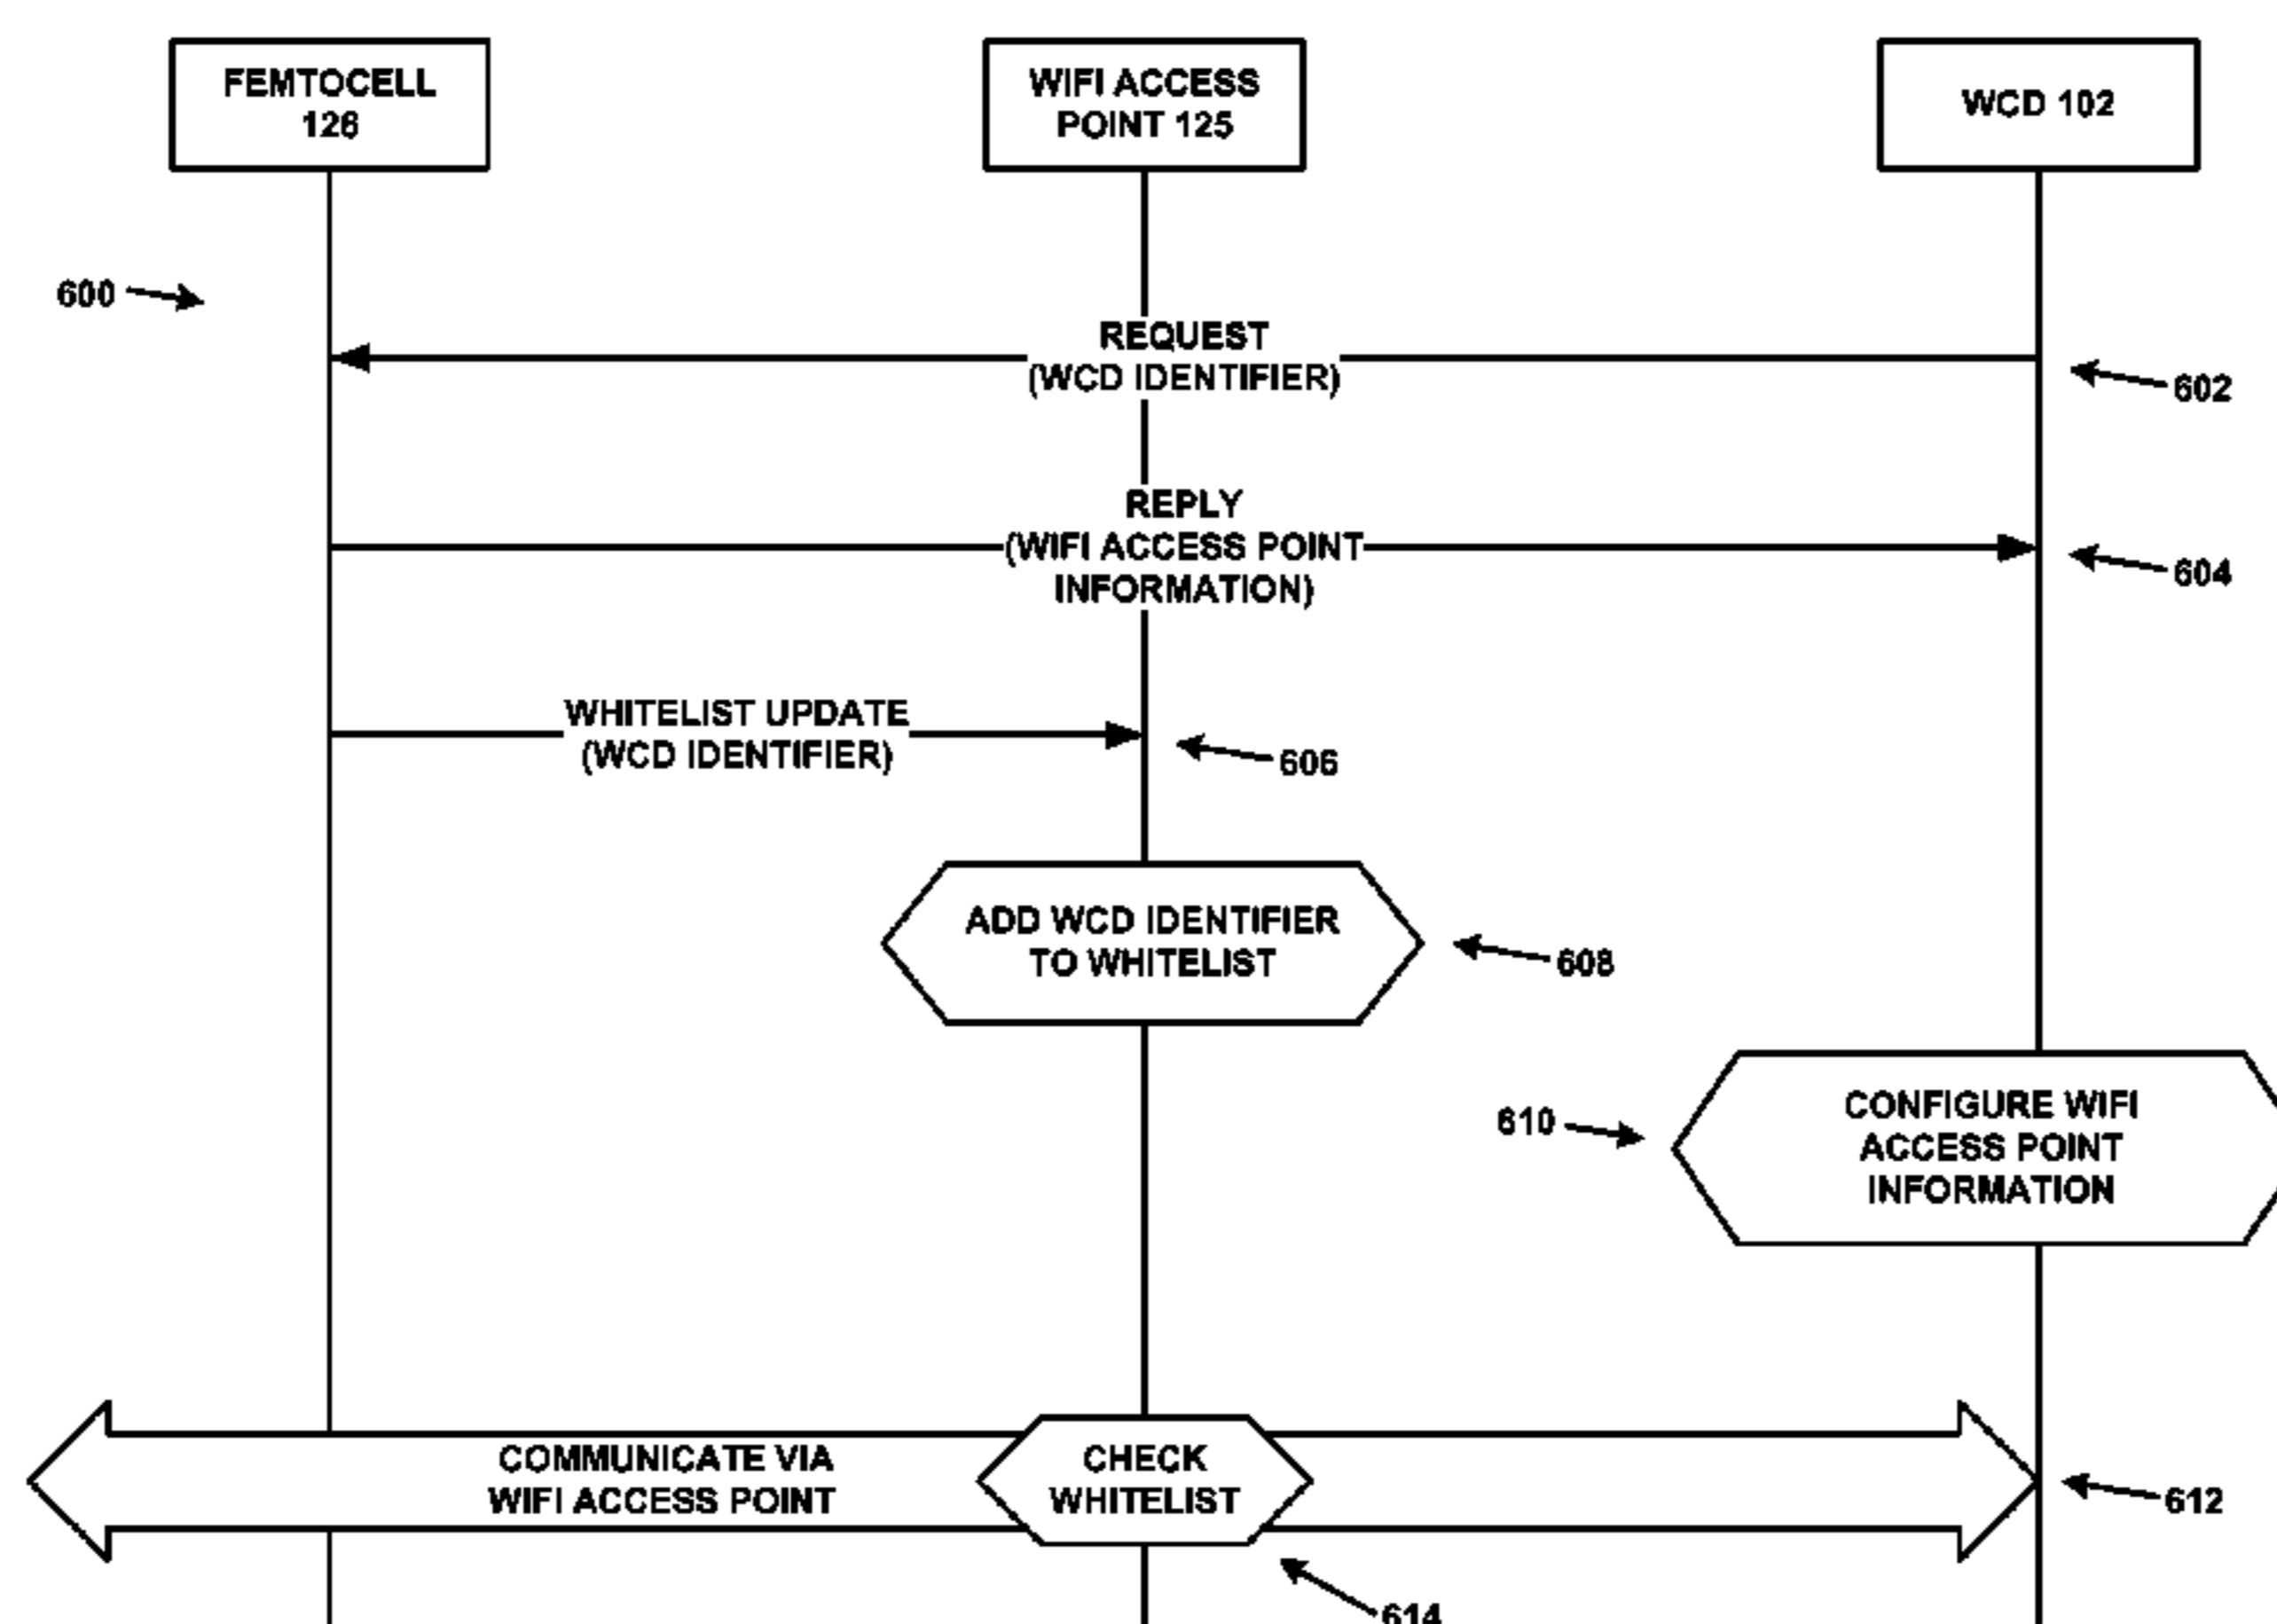 FEMTOCELL
126
WIFI ACCESS
POINT 125
WCD 102
600
REQUEST
(WCD IDENTIFIER)
602
REPLY
(WIFI ACCESS POINT
INFORMATION)
604
WHITELIST UPDATE
(WCD IDENTIFIER)
606
ADD WCD IDENTIFIER
TO WHITELIST
608
610
CONFIGURE WIFI
ACCESS POINT
INFORMATION
COMMUNICATE VIA
WIFI ACCESS POINT
CHECK
WHITELIST
612
614